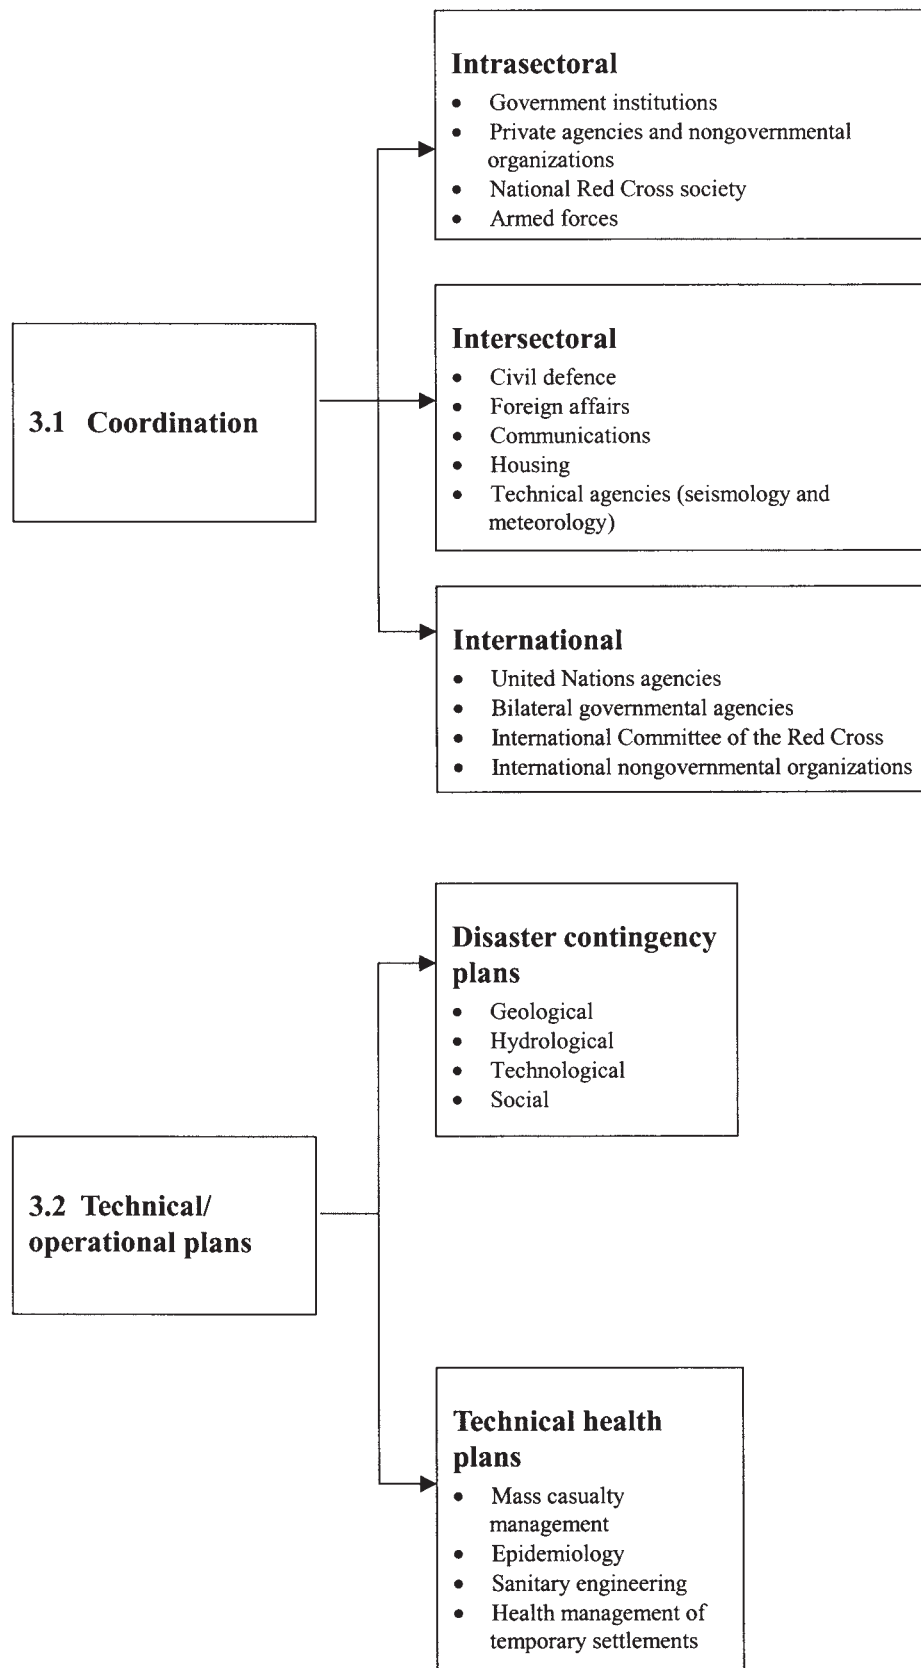 Intrasectoral
• Government institutions
• Private agencies and nongovernmental
organizations
• National Red Cross society
• Armed forces
3.1 Coordination
Intersectoral
• Civil defence
• Foreign affairs
• Communications
• Housing
• Technical agencies (seismology and
meteorology)
International
• United Nations agencies
• Bilateral governmental agencies
• International Committee of the Red Cross
• International nongovernmental organizations
Disaster contingency
plans
• Geological
• Hydrological
• Technological
• Social
3.2 Technical/
operational plans
Technical health
plans
• Mass casualty
management
• Epidemiology
• Sanitary engineering
• Health management of
temporary settlements